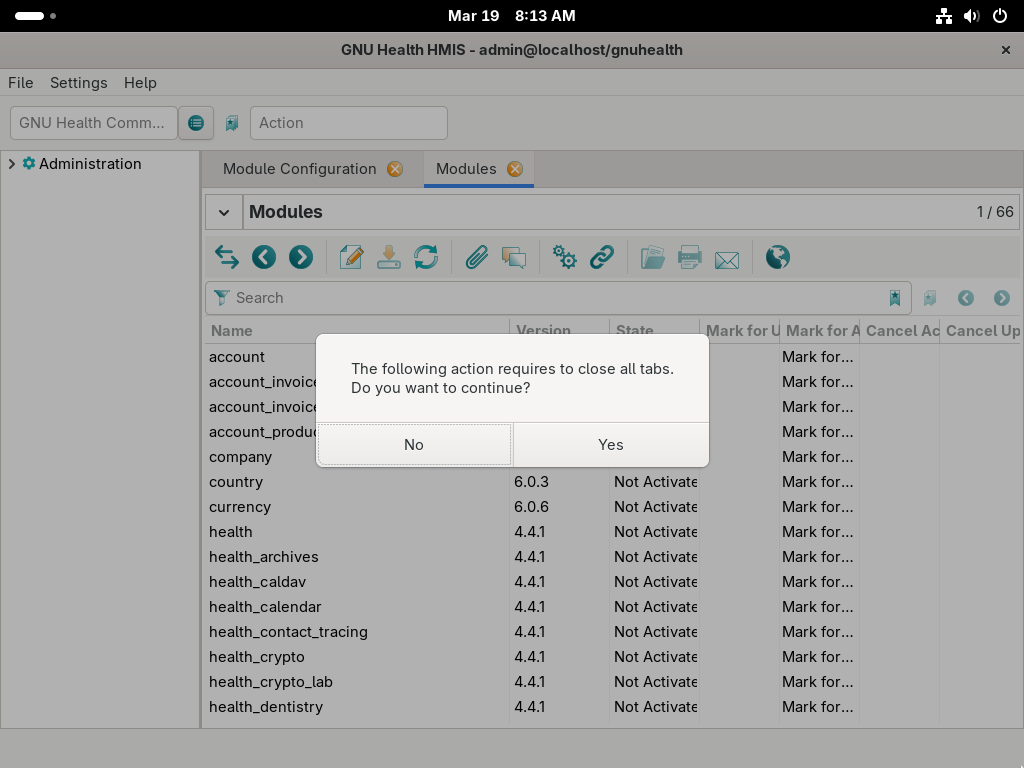 Mar 19 8:13 AM
GNU Health HMIS - admin@localhost/gnuhealth
File Settings Help
GNU Health Comm... Action
Administration
Module Configuration Modules
Modules 1 / 66
Search
Name Version State Mark for U Mark for A Cancel Ac Cancel Up
account Mark for...
account_invoice Mark for...
account_invoice Mark for...
account_produc Mark for...
company Mark for...
The following action requires to close all tabs.
Do you want to continue?
No Yes
country 6.0.3 Not Activate Mark for...
currency 6.0.6 Not Activate Mark for...
health 4.4.1 Not Activate Mark for...
health_archives 4.4.1 Not Activate Mark for...
health_caldav 4.4.1 Not Activate Mark for...
health_calendar 4.4.1 Not Activate Mark for...
health_contact_tracing 4.4.1 Not Activate Mark for...
health_crypto 4.4.1 Not Activate Mark for...
health_crypto_lab 4.4.1 Not Activate Mark for...
health_dentistry 4.4.1 Not Activate Mark for...